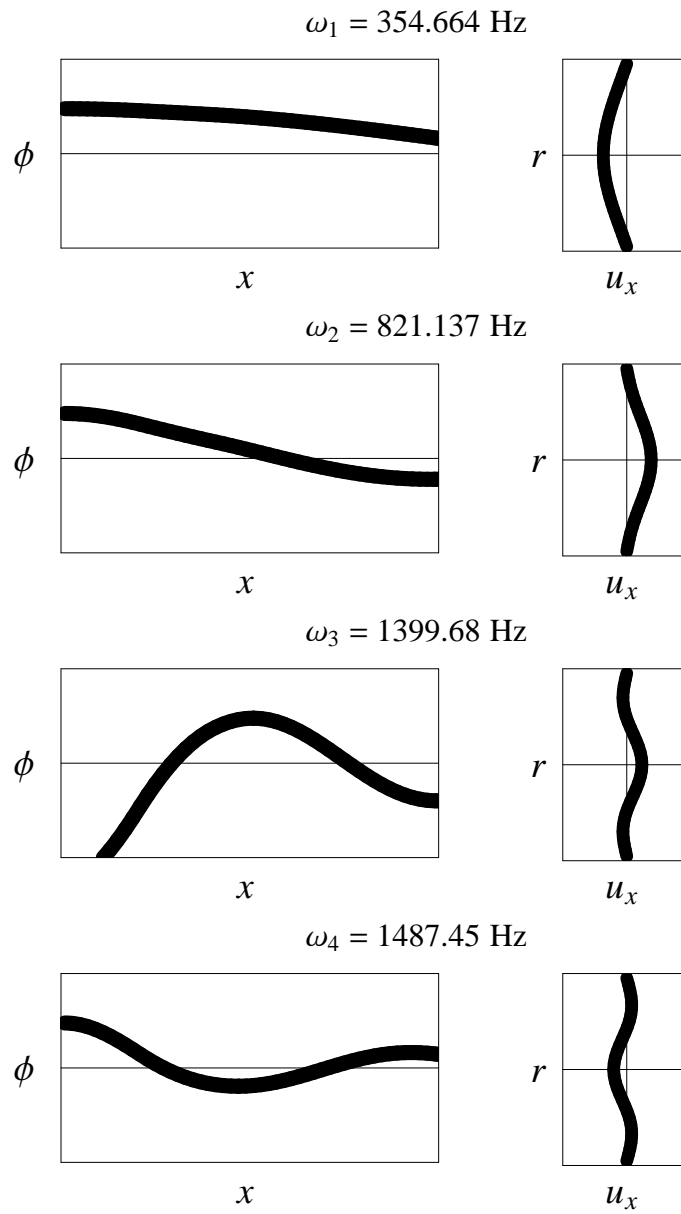 ω₁ = 354.664 Hz
ϕ
r
x
uₓ
ω₂ = 821.137 Hz
ϕ
r
x
uₓ
ω₃ = 1399.68 Hz
ϕ
r
x
uₓ
ω₄ = 1487.45 Hz
ϕ
r
x
uₓ